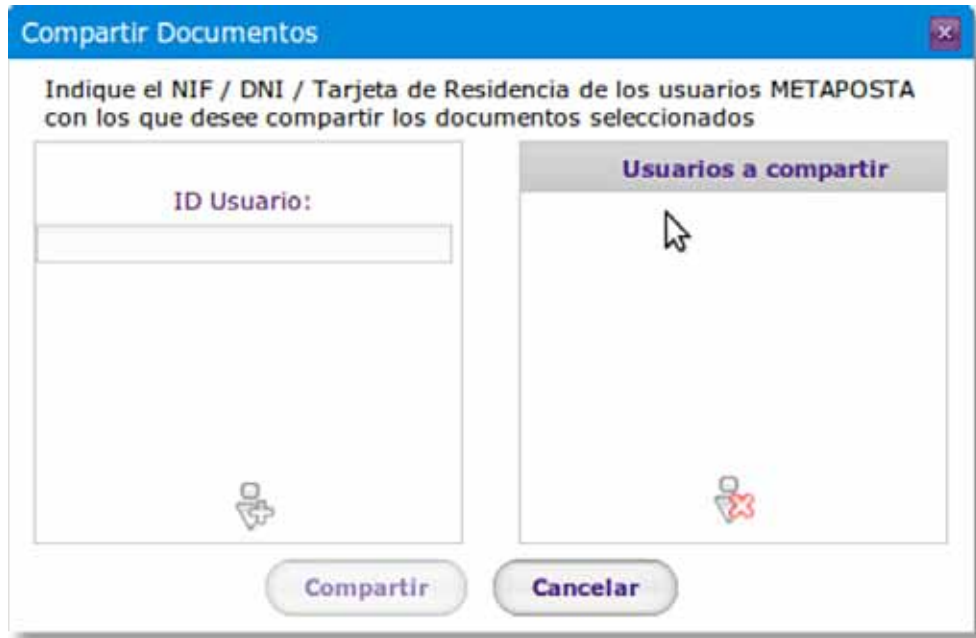 Compartir Documentos
Indique el NIF / DNI / Tarjeta de Residencia de los usuarios METAPOSTA
con los que desee compartir los documentos seleccionados
ID Usuario:
Usuarios a compartir
Compartir
Cancelar